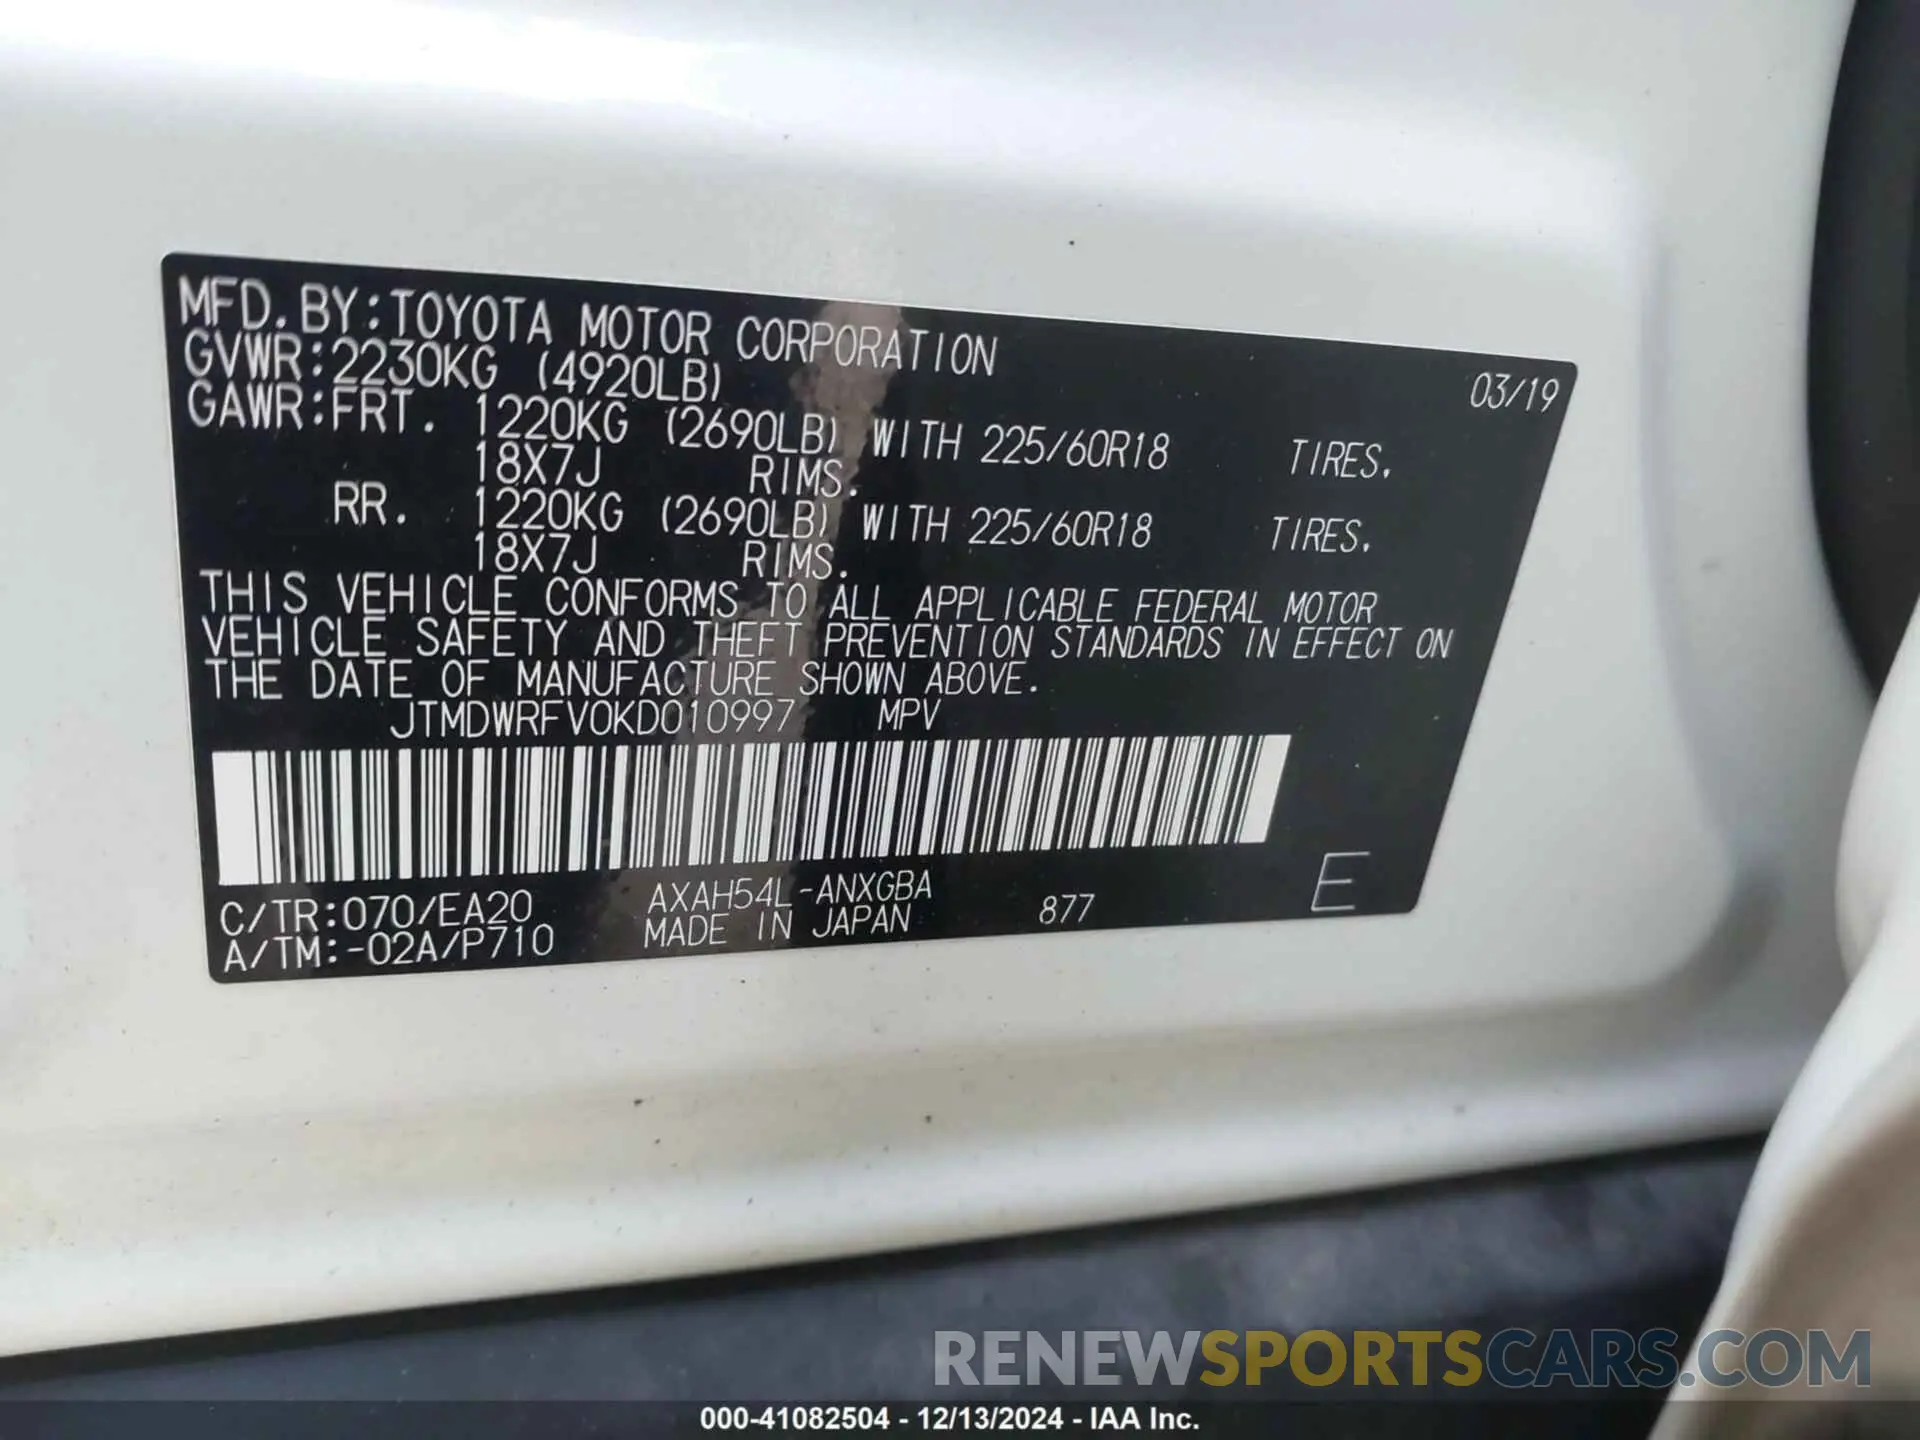 MFD. BY: TOYOTA MOTOR CORPORATION 03/19
GVWR: 2230KG (4920LB)
GAWR: FRT. 1220KG (2690LB) WITH 225/60R18 TIRES.
18X7J RIMS.
RR. 1220KG (2690LB) WITH 225/60R18 TIRES.
18X7J RIMS.
THIS VEHICLE CONFORMS TO ALL APPLICABLE FEDERAL MOTOR
VEHICLE SAFETY AND THEFT PREVENTION STANDARDS IN EFFECT ON
THE DATE OF MANUFACTURE SHOWN ABOVE.
JTMDWRFV0KD010997 MPV
C/TR:070/EA20 AXAH54L-ANXGBA 877 E
A/TM:-02A/P710 MADE IN JAPAN
RENEWSPORTSCARS.COM
000-41082504 - 12/13/2024 - IAA Inc.